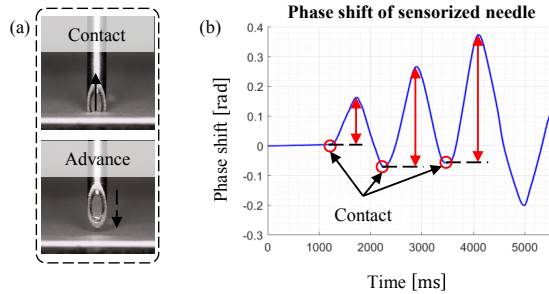 (a)
Contact
Advance
(b)
Phase shift of sensorized needle
Phase shift [rad]
0.4
0.3
0.2
0.1
0
-0.1
-0.2
-0.3
Contact
0
1000
2000
3000
4000
5000
Time [ms]